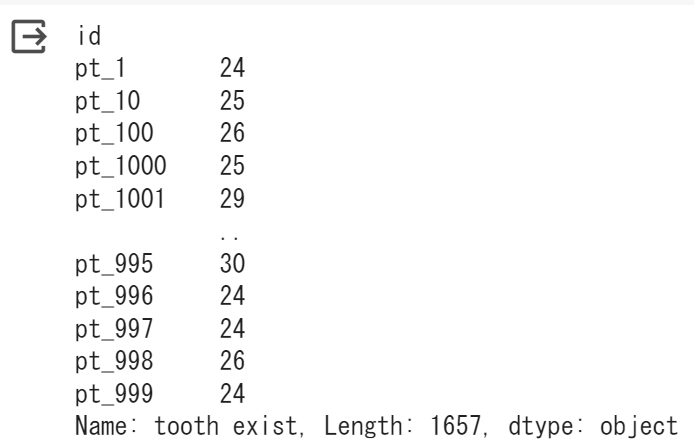 id
pt_1 24
pt_10 25
pt_100 26
pt_1000 25
pt_1001 29
..
pt_995 30
pt_996 24
pt_997 24
pt_998 26
pt_999 24
Name: tooth exist, Length: 1657, dtype: object